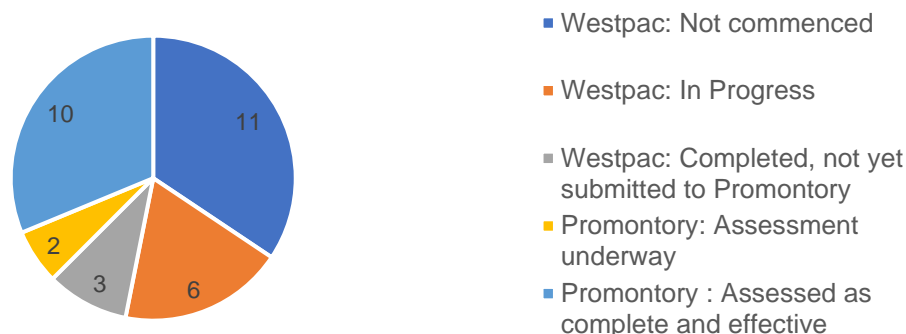 Westpac: Not commenced
10
11
Westpac: In Progress
Westpac: Completed, not yet
submitted to Promontory
Promontory: Assessment
2
underway
3
6
Promontory : Assessed as
complete and effective